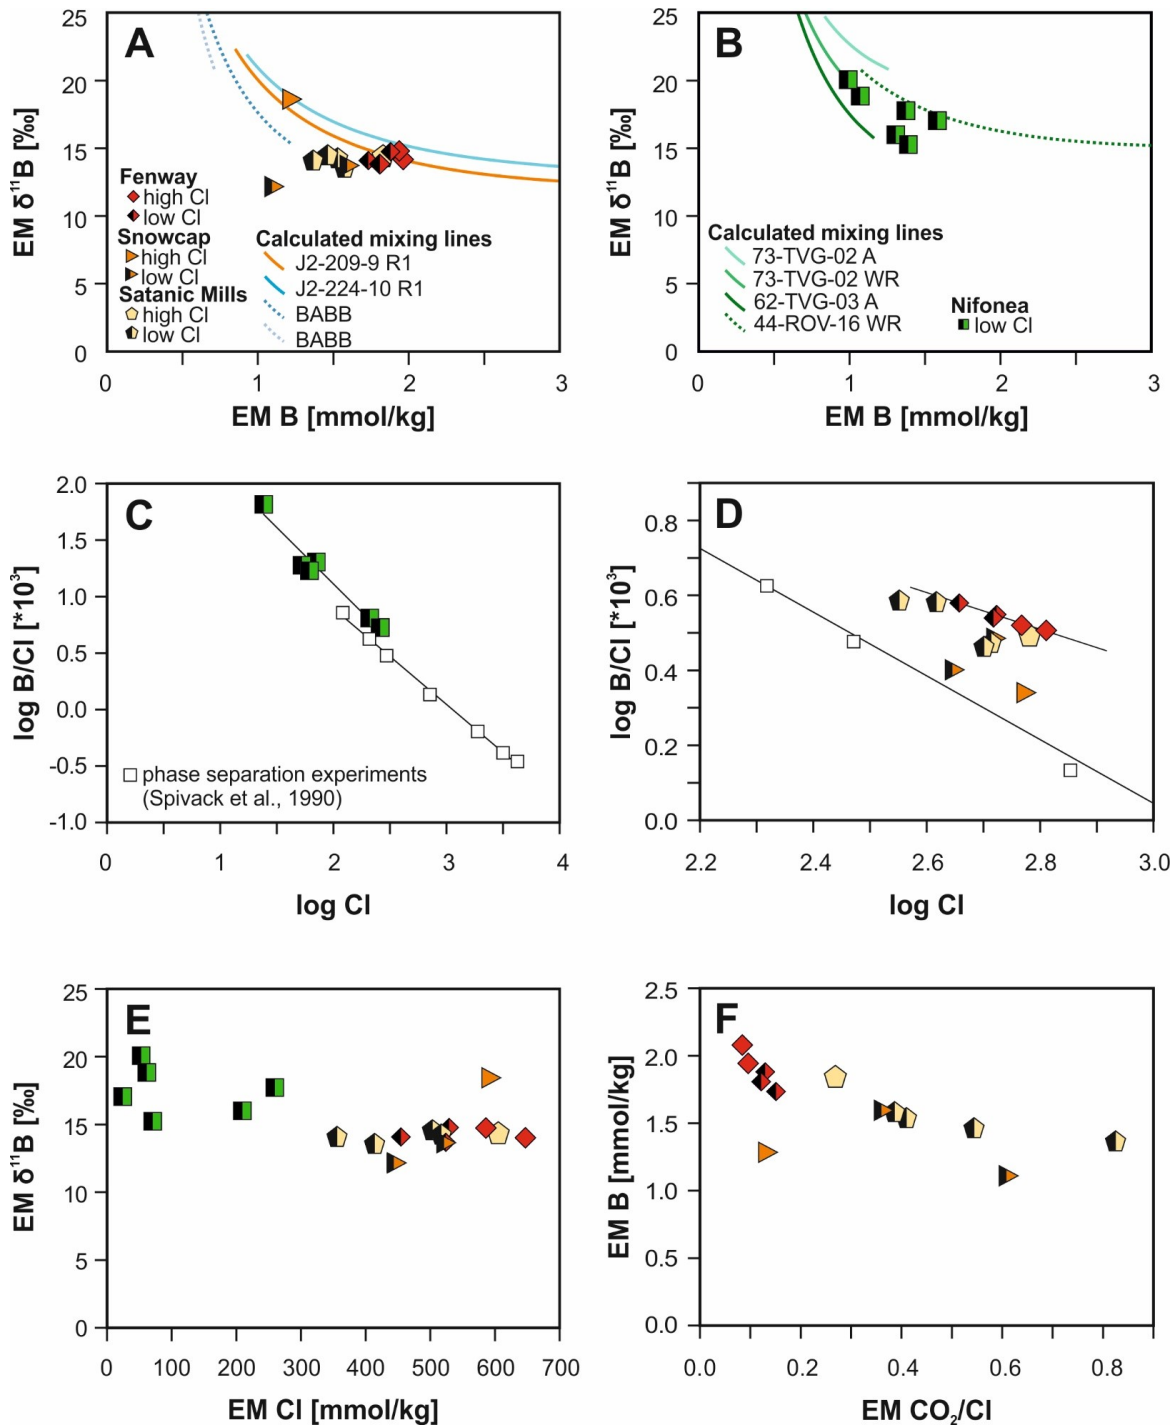 A
EM δ¹¹B [‰]
25
20
15
10
5
0
Fenway
high Cl
low Cl
Snowcap
high Cl
low Cl
Satanic Mills
high Cl
low Cl
Calculated mixing lines
J2-209-9 R1
J2-224-10 R1
BABB
BABB
0 1 2 3
EM B [mmol/kg]
B
EM δ¹¹B [‰]
25
20
15
10
5
0
Calculated mixing lines
73-TVG-02 A
73-TVG-02 WR
62-TVG-03 A
44-ROV-16 WR
Nifonea
low Cl
0 1 2 3
EM B [mmol/kg]
C
log B/Cl [*10³]
2.0
1.5
1.0
0.5
0.0
-0.5
-1.0
phase separation experiments
(Spivack et al., 1990)
0 1 2 3 4
log Cl
D
log B/Cl [*10³]
0.8
0.6
0.4
0.2
0.0
2.2 2.4 2.6 2.8 3.0
log Cl
E
EM δ¹¹B [‰]
25
20
15
10
5
0
0 100 200 300 400 500 600 700
EM Cl [mmol/kg]
F
EM B [mmol/kg]
2.5
2.0
1.5
1.0
0.5
0.0
0.0 0.2 0.4 0.6 0.8
EM CO₂/Cl